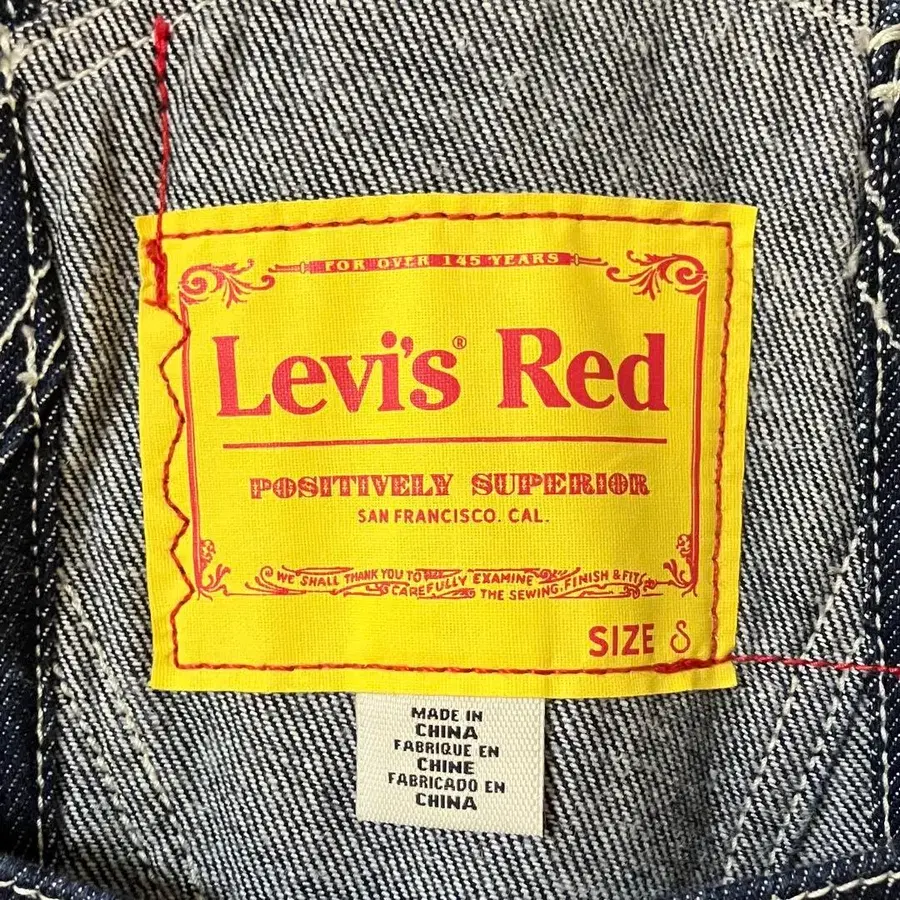 FOR OVER 145 YEARS
Levi's® Red
POSITIVELY SUPERIOR
SAN FRANCISCO. CAL.
WE SHALL THANK YOU TO CAREFULLY EXAMINE THE SEWING, FINISH & FIT
SIZE S
MADE IN
CHINA
FABRIQUE EN
CHINE
FABRICADO EN
CHINA